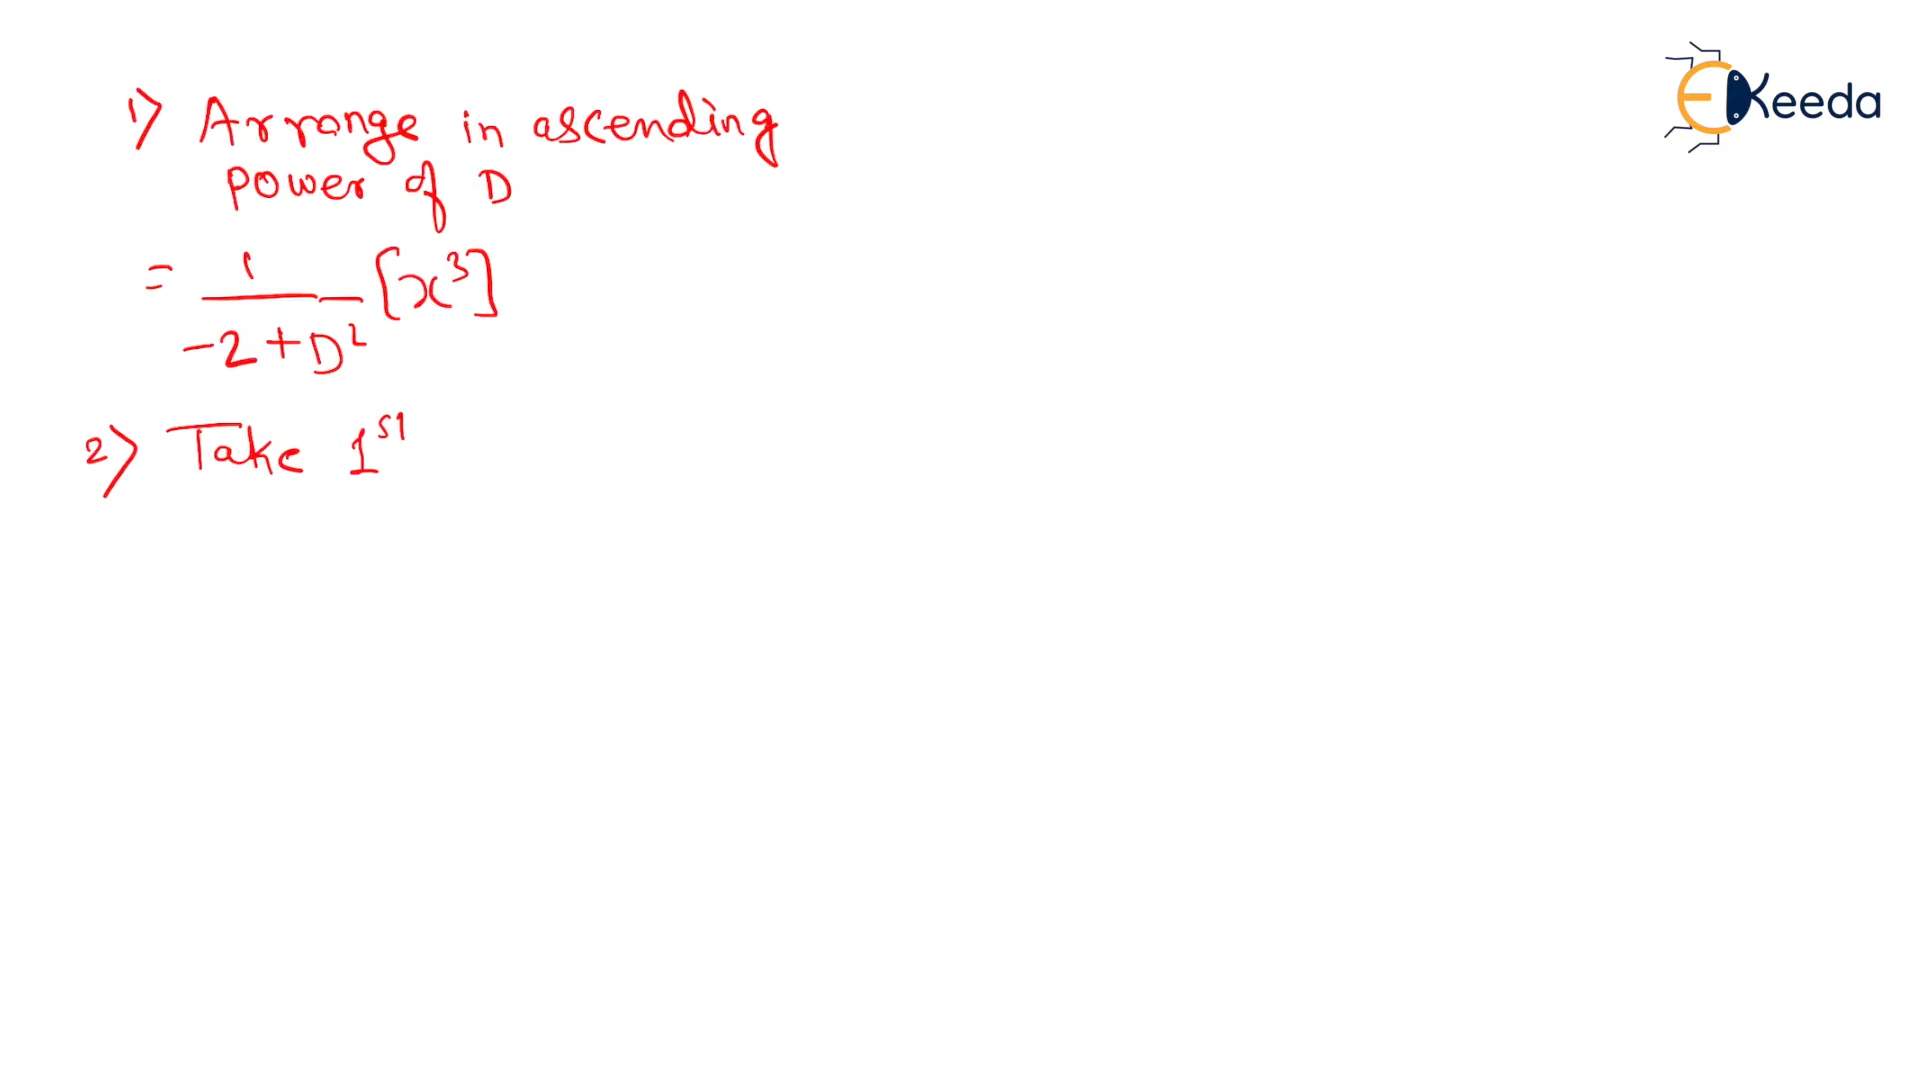 1) Arrange in ascending
power of D
= 1/(-2+D²) [x³]
2) Take 1st
EKeeda